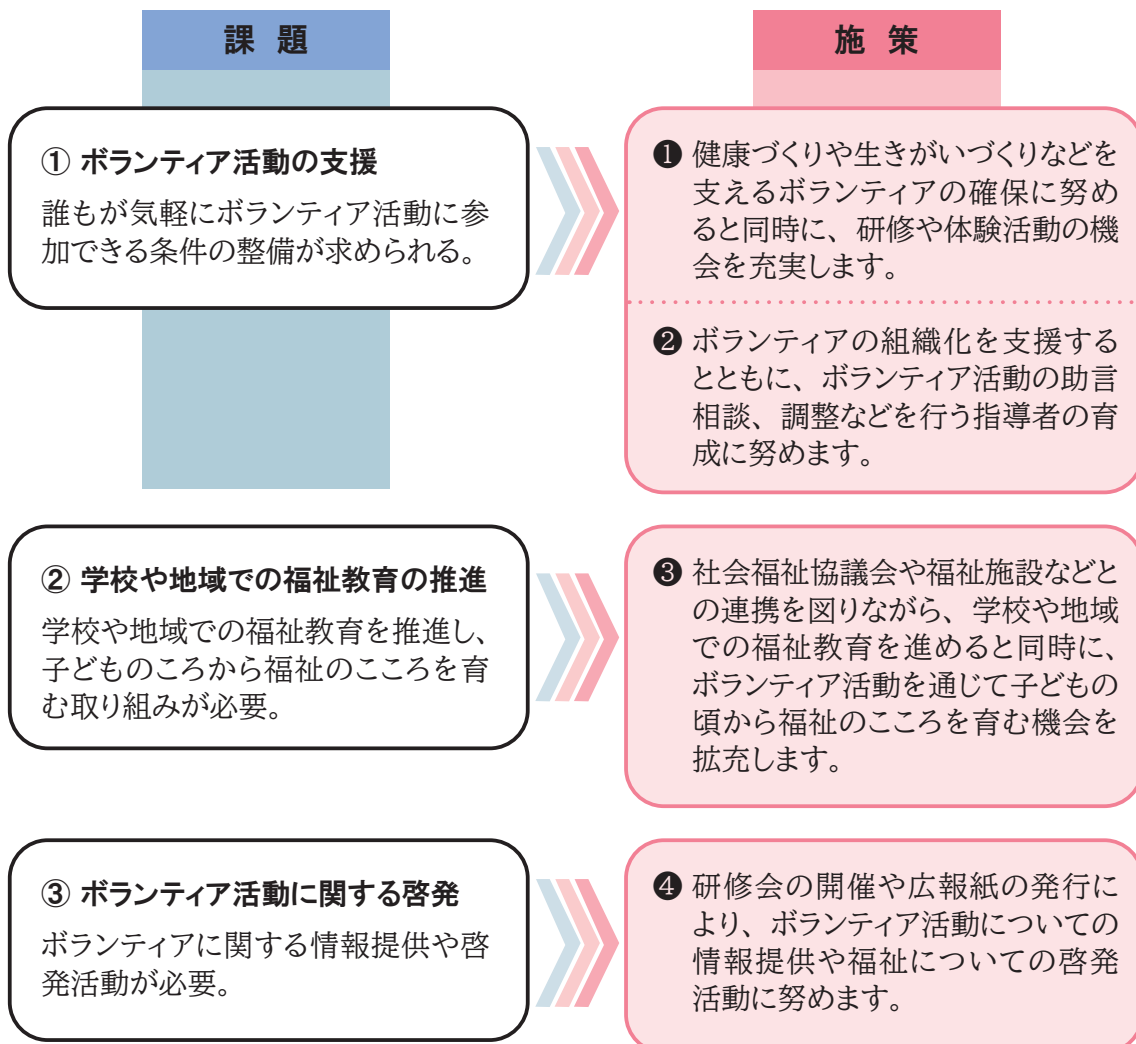 課題
施策
① ボランティア活動の支援
誰もが気軽にボランティア活動に参
加できる条件の整備が求められる。
❶ 健康づくりや生きがいづくりなどを
支えるボランティアの確保に努め
ると同時に、研修や体験活動の機
会を充実します。
❷ ボランティアの組織化を支援する
とともに、ボランティア活動の助言
相談、調整などを行う指導者の育
成に努めます。
② 学校や地域での福祉教育の推進
学校や地域での福祉教育を推進し、
子どものころから福祉のこころを育
む取り組みが必要。
❸ 社会福祉協議会や福祉施設などと
の連携を図りながら、学校や地域
での福祉教育を進めると同時に、
ボランティア活動を通じて子どもの
頃から福祉のこころを育む機会を
拡充します。
③ ボランティア活動に関する啓発
ボランティアに関する情報提供や啓
発活動が必要。
❹ 研修会の開催や広報紙の発行に
より、ボランティア活動についての
情報提供や福祉についての啓発
活動に努めます。